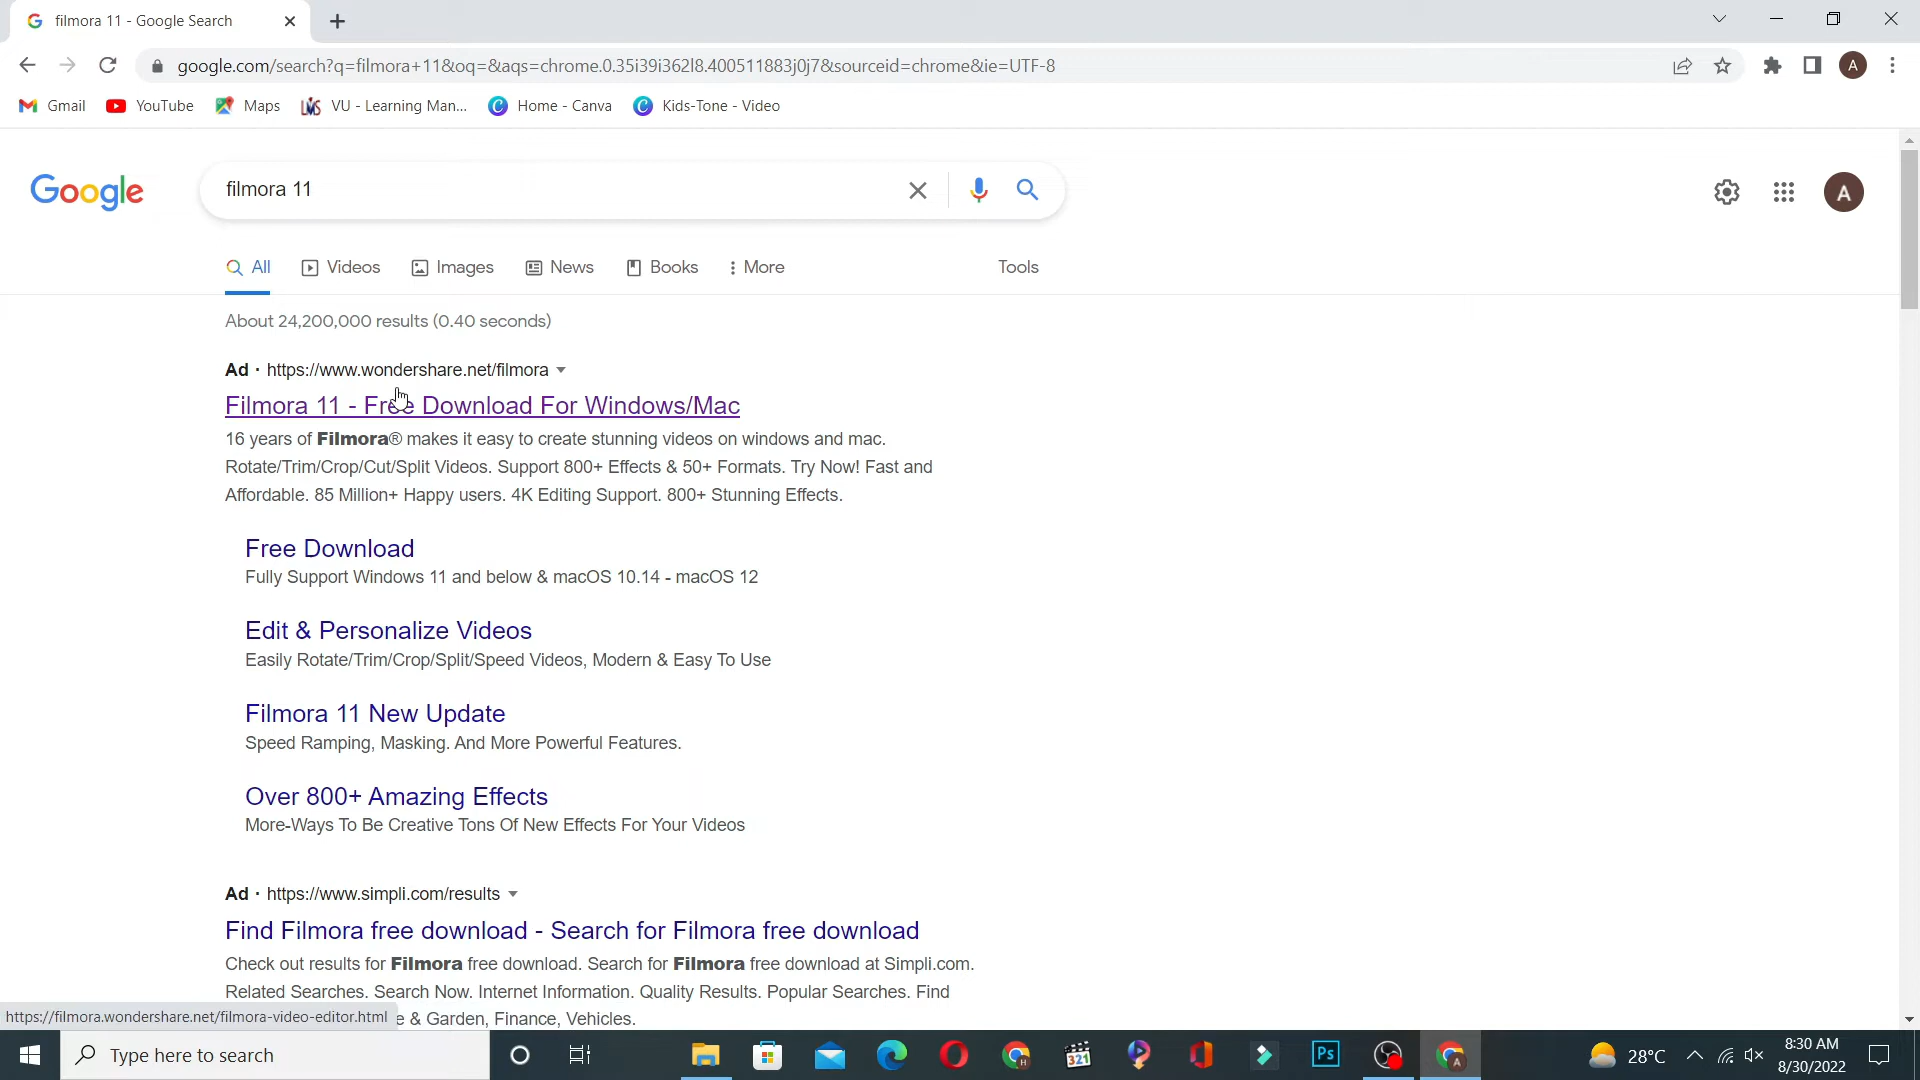 filmora 11 - Google Search
google.com/search?q=filmora+11&oq=&aqs=chrome.0.35i39i362l8.400511883j0j7&sourceid=chrome&ie=UTF-8
A
Gmail YouTube Maps VU - Learning Man... Home - Canva Kids-Tone - Video
Google
filmora 11
A
All Videos Images News Books More Tools
About 24,200,000 results (0.40 seconds)
Ad · https://www.wondershare.net/filmora
Filmora 11 - Free Download For Windows/Mac
16 years of Filmora® makes it easy to create stunning videos on windows and mac.
Rotate/Trim/Crop/Cut/Split Videos. Support 800+ Effects & 50+ Formats. Try Now! Fast and
Affordable. 85 Million+ Happy users. 4K Editing Support. 800+ Stunning Effects.
Free Download
Fully Support Windows 11 and below & macOS 10.14 - macOS 12
Edit & Personalize Videos
Easily Rotate/Trim/Crop/Split/Speed Videos, Modern & Easy To Use
Filmora 11 New Update
Speed Ramping, Masking. And More Powerful Features.
Over 800+ Amazing Effects
More-Ways To Be Creative Tons Of New Effects For Your Videos
Ad · https://www.simpli.com/results
Find Filmora free download - Search for Filmora free download
Check out results for Filmora free download. Search for Filmora free download at Simpli.com.
Related Searches. Search Now. Internet Information. Quality Results. Popular Searches. Find
e & Garden, Finance, Vehicles.
https://filmora.wondershare.net/filmora-video-editor.html
Type here to search
321
Ps
28°C
8:30 AM
8/30/2022